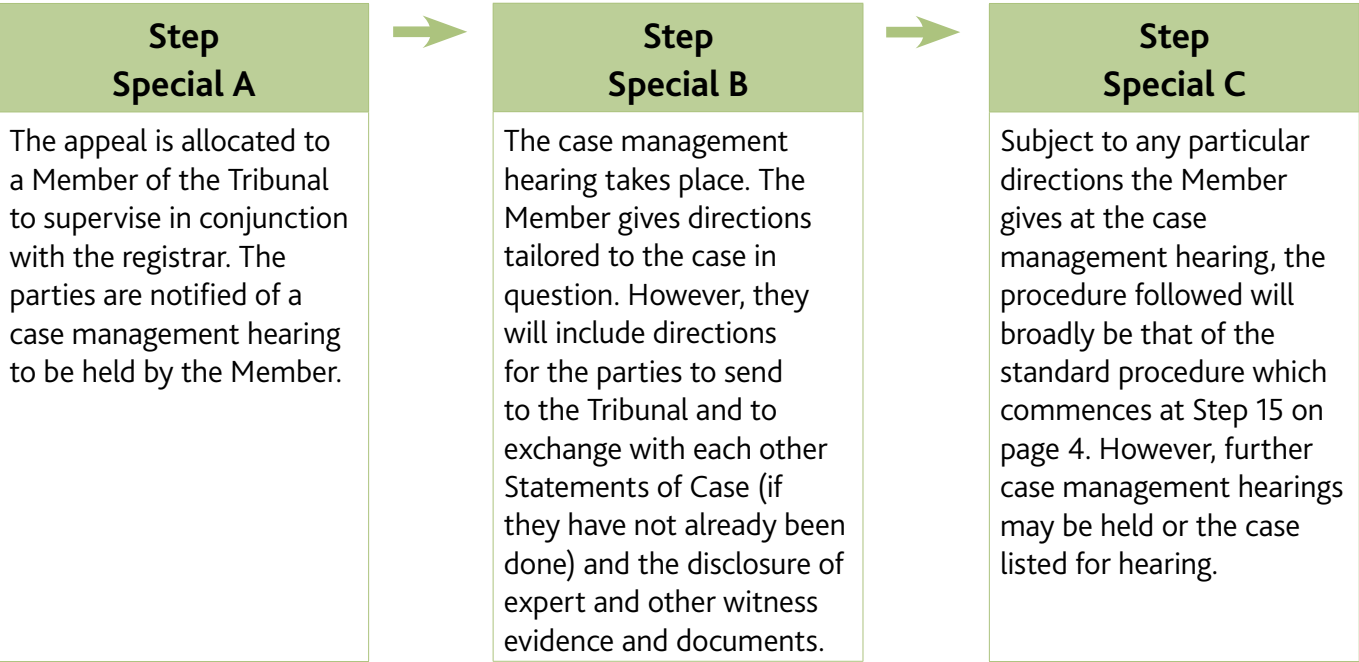 Step
Special A
The appeal is allocated to
a Member of the Tribunal
to supervise in conjunction
with the registrar. The
parties are notified of a
case management hearing
to be held by the Member.
Step
Special B
The case management
hearing takes place. The
Member gives directions
tailored to the case in
question. However, they
will include directions
for the parties to send
to the Tribunal and to
exchange with each other
Statements of Case (if
they have not already been
done) and the disclosure of
expert and other witness
evidence and documents.
Step
Special C
Subject to any particular
directions the Member
gives at the case
management hearing, the
procedure followed will
broadly be that of the
standard procedure which
commences at Step 15 on
page 4. However, further
case management hearings
may be held or the case
listed for hearing.